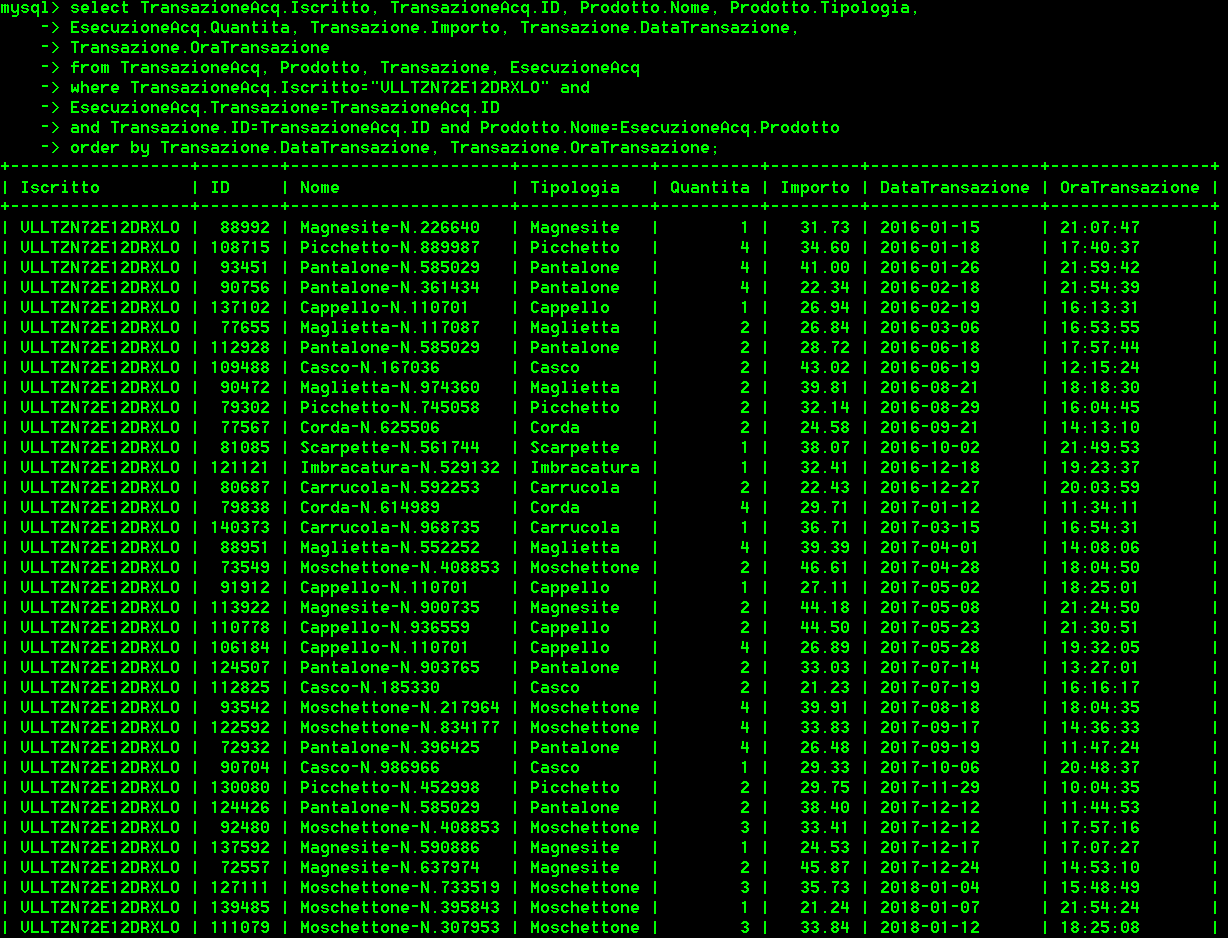 mysql> select TransazioneAcq.Iscritto, TransazioneAcq.ID, Prodotto.Nome, Prodotto.Tipologia,
-> EsecuzioneAcq.Quantita, Transazione.Importo, Transazione.DataTransazione,
-> Transazione.OraTransazione
-> from TransazioneAcq, Prodotto, Transazione, EsecuzioneAcq
-> where TransazioneAcq.Iscritto="VLLTZN72E12DRXLO" and
-> EsecuzioneAcq.Transazione=TransazioneAcq.ID
-> and Transazione.ID=TransazioneAcq.ID and Prodotto.Nome=EsecuzioneAcq.Prodotto
-> order by Transazione.DataTransazione, Transazione.OraTransazione;
| Iscritto | ID | Nome | Tipologia | Quantita | Importo | DataTransazione | OraTransazione |
| VLLTZN72E12DRXLO | 88992 | Magnesite-N.226640 | Magnesite | 1 | 31.73 | 2016-01-15 | 21:07:47 |
| VLLTZN72E12DRXLO | 108715 | Picchetto-N.889987 | Picchetto | 4 | 34.60 | 2016-01-18 | 17:40:37 |
| VLLTZN72E12DRXLO | 93451 | Pantalone-N.585029 | Pantalone | 4 | 41.00 | 2016-01-26 | 21:59:42 |
| VLLTZN72E12DRXLO | 90756 | Pantalone-N.361434 | Pantalone | 4 | 22.34 | 2016-02-18 | 21:54:39 |
| VLLTZN72E12DRXLO | 137102 | Cappello-N.110701 | Cappello | 1 | 26.94 | 2016-02-19 | 16:13:31 |
| VLLTZN72E12DRXLO | 77655 | Maglietta-N.117087 | Maglietta | 2 | 26.84 | 2016-03-06 | 16:53:55 |
| VLLTZN72E12DRXLO | 112928 | Pantalone-N.585029 | Pantalone | 2 | 28.72 | 2016-06-18 | 17:57:44 |
| VLLTZN72E12DRXLO | 109488 | Casco-N.167036 | Casco | 2 | 43.02 | 2016-06-19 | 12:15:24 |
| VLLTZN72E12DRXLO | 90472 | Maglietta-N.974360 | Maglietta | 2 | 39.81 | 2016-08-21 | 18:18:30 |
| VLLTZN72E12DRXLO | 79302 | Picchetto-N.745058 | Picchetto | 2 | 32.14 | 2016-08-29 | 16:04:45 |
| VLLTZN72E12DRXLO | 77567 | Corda-N.625506 | Corda | 2 | 24.58 | 2016-09-21 | 14:13:10 |
| VLLTZN72E12DRXLO | 81085 | Scarpette-N.561744 | Scarpette | 1 | 38.07 | 2016-10-02 | 21:49:53 |
| VLLTZN72E12DRXLO | 121121 | Imbracatura-N.529132 | Imbracatura | 1 | 32.41 | 2016-12-18 | 19:23:37 |
| VLLTZN72E12DRXLO | 80687 | Carrucola-N.592253 | Carrucola | 2 | 22.43 | 2016-12-27 | 20:03:59 |
| VLLTZN72E12DRXLO | 79838 | Corda-N.614989 | Corda | 4 | 29.71 | 2017-01-12 | 11:34:11 |
| VLLTZN72E12DRXLO | 140373 | Carrucola-N.968735 | Carrucola | 1 | 36.71 | 2017-03-15 | 16:54:31 |
| VLLTZN72E12DRXLO | 88951 | Maglietta-N.552252 | Maglietta | 4 | 39.39 | 2017-04-01 | 14:08:06 |
| VLLTZN72E12DRXLO | 73549 | Moschettone-N.408853 | Moschettone | 2 | 46.61 | 2017-04-28 | 18:04:50 |
| VLLTZN72E12DRXLO | 91912 | Cappello-N.110701 | Cappello | 1 | 27.11 | 2017-05-02 | 18:25:01 |
| VLLTZN72E12DRXLO | 113922 | Magnesite-N.900735 | Magnesite | 2 | 44.18 | 2017-05-08 | 21:24:50 |
| VLLTZN72E12DRXLO | 110778 | Cappello-N.936559 | Cappello | 2 | 44.50 | 2017-05-23 | 21:30:51 |
| VLLTZN72E12DRXLO | 106184 | Cappello-N.110701 | Cappello | 4 | 26.89 | 2017-05-28 | 19:32:05 |
| VLLTZN72E12DRXLO | 124507 | Pantalone-N.903765 | Pantalone | 2 | 33.03 | 2017-07-14 | 13:27:01 |
| VLLTZN72E12DRXLO | 112825 | Casco-N.185330 | Casco | 2 | 21.23 | 2017-07-19 | 16:16:17 |
| VLLTZN72E12DRXLO | 93542 | Moschettone-N.217964 | Moschettone | 4 | 39.91 | 2017-08-18 | 18:04:35 |
| VLLTZN72E12DRXLO | 122592 | Moschettone-N.834177 | Moschettone | 4 | 33.83 | 2017-09-17 | 14:36:33 |
| VLLTZN72E12DRXLO | 72932 | Pantalone-N.396425 | Pantalone | 4 | 26.48 | 2017-09-19 | 11:47:24 |
| VLLTZN72E12DRXLO | 90704 | Casco-N.986966 | Casco | 1 | 29.33 | 2017-10-06 | 20:48:37 |
| VLLTZN72E12DRXLO | 130080 | Picchetto-N.452998 | Picchetto | 2 | 29.75 | 2017-11-29 | 10:04:35 |
| VLLTZN72E12DRXLO | 124426 | Pantalone-N.585029 | Pantalone | 2 | 38.40 | 2017-12-12 | 11:44:53 |
| VLLTZN72E12DRXLO | 92480 | Moschettone-N.408853 | Moschettone | 3 | 33.41 | 2017-12-12 | 17:57:16 |
| VLLTZN72E12DRXLO | 137592 | Magnesite-N.590886 | Magnesite | 1 | 24.53 | 2017-12-17 | 17:07:27 |
| VLLTZN72E12DRXLO | 72557 | Magnesite-N.637974 | Magnesite | 2 | 45.87 | 2017-12-24 | 14:53:10 |
| VLLTZN72E12DRXLO | 127111 | Moschettone-N.733519 | Moschettone | 3 | 35.73 | 2018-01-04 | 15:48:49 |
| VLLTZN72E12DRXLO | 139485 | Moschettone-N.395843 | Moschettone | 1 | 21.24 | 2018-01-07 | 21:54:24 |
| VLLTZN72E12DRXLO | 111079 | Moschettone-N.307953 | Moschettone | 3 | 33.84 | 2018-01-12 | 18:25:08 |